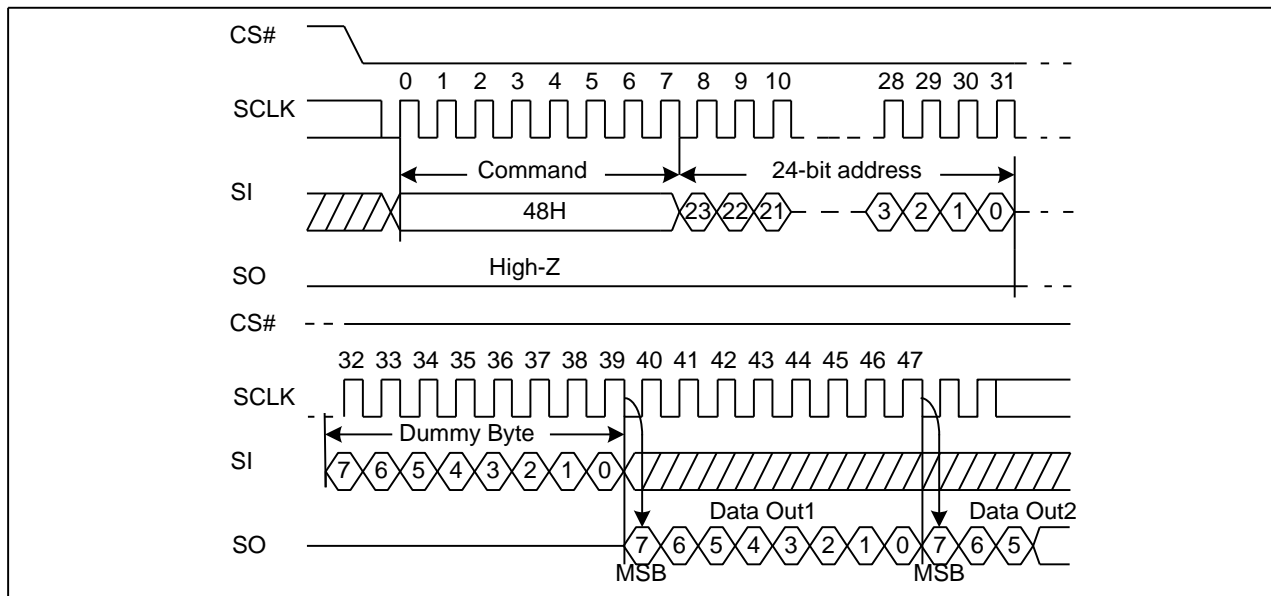 CS#
0 1 2 3 4 5 6 7 8 9 10 28 29 30 31
SCLK
Command 24-bit address
SI
48H 23 22 21 3 2 1 0
High-Z
SO
CS#
32 33 34 35 36 37 38 39 40 41 42 43 44 45 46 47
SCLK
Dummy Byte
SI
7 6 5 4 3 2 1 0
Data Out1 Data Out2
SO
7 6 5 4 3 2 1 0 7 6 5
MSB MSB